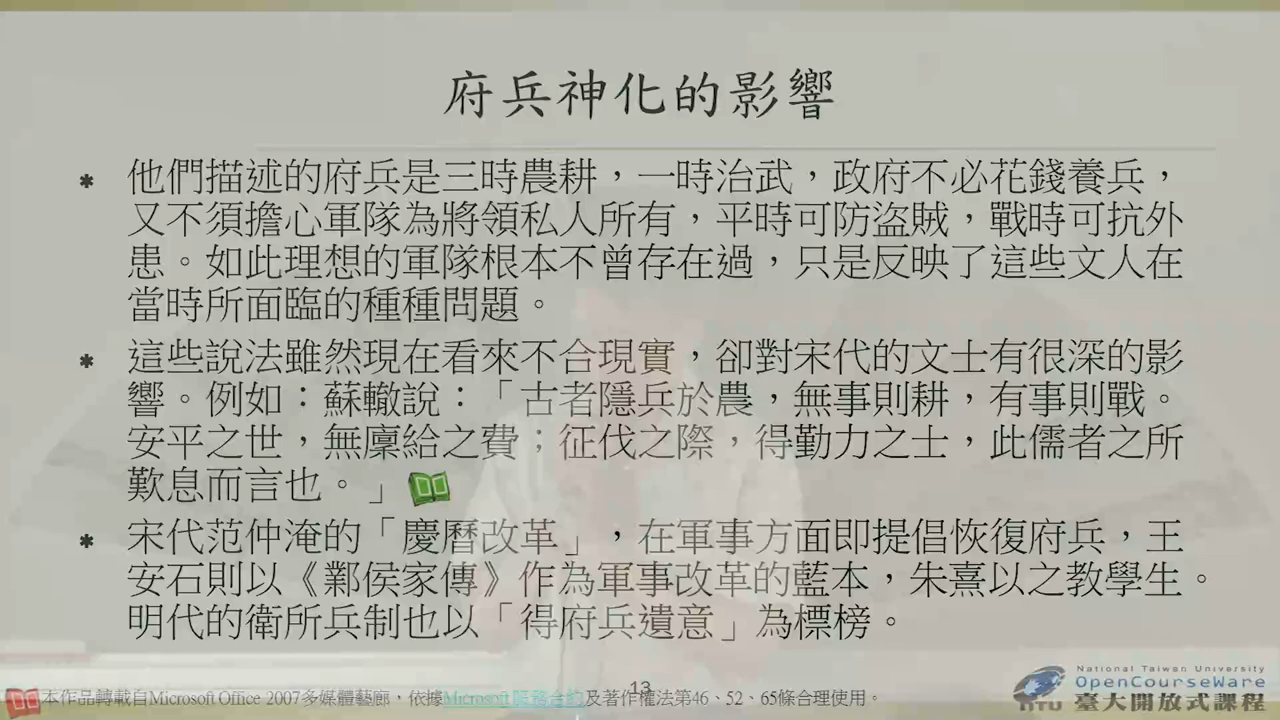 府兵神化的影響
* 他們描述的府兵是三時農耕，一時治武，政府不必花錢養兵，
又不須擔心軍隊為將領私人所有，平時可防盜賊，戰時可抗外
患。如此理想的軍隊根本不曾存在過，只是反映了這些文人在
當時所面臨的種種問題。
* 這些說法雖然現在看來不合現實，卻對宋代的文士有很深的影
響。例如：蘇轍說：「古者隱兵於農，無事則耕，有事則戰。
安平之世，無廩給之費；征伐之際，得勤力之士，此儒者之所
歎息而言也。」
* 宋代范仲淹的「慶曆改革」，在軍事方面即提倡恢復府兵，王
安石則以《鄴侯家傳》作為軍事改革的藍本，朱熹以之教學生。
明代的衛所兵制也以「得府兵遺意」為標榜。
13
本作品轉載自Microsoft Office 2007多媒體藝廊，依據Microsoft服務合約及著作權法第46、52、65條合理使用。
National Taiwan University
OpenCourseWare
NTU 臺大開放式課程